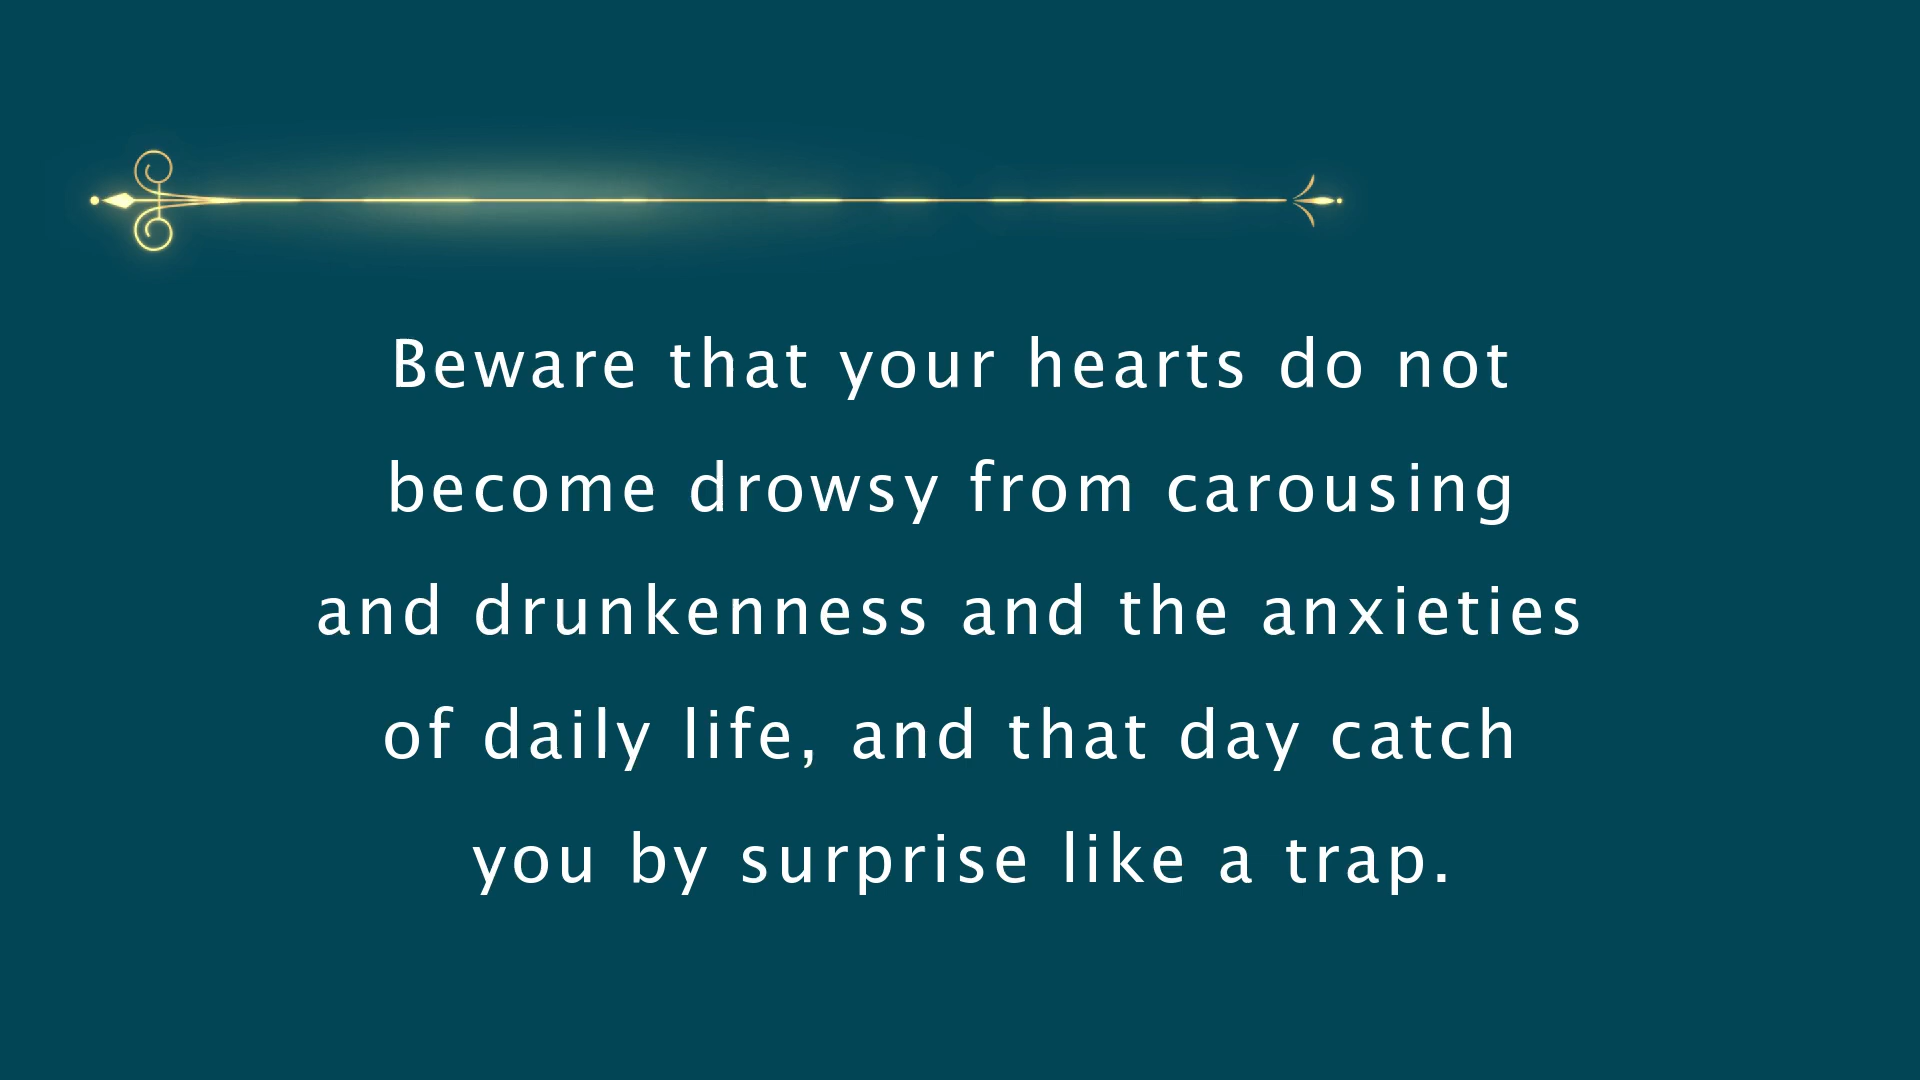 Beware that your hearts do not
become drowsy from carousing
and drunkenness and the anxieties
of daily life, and that day catch
you by surprise like a trap.